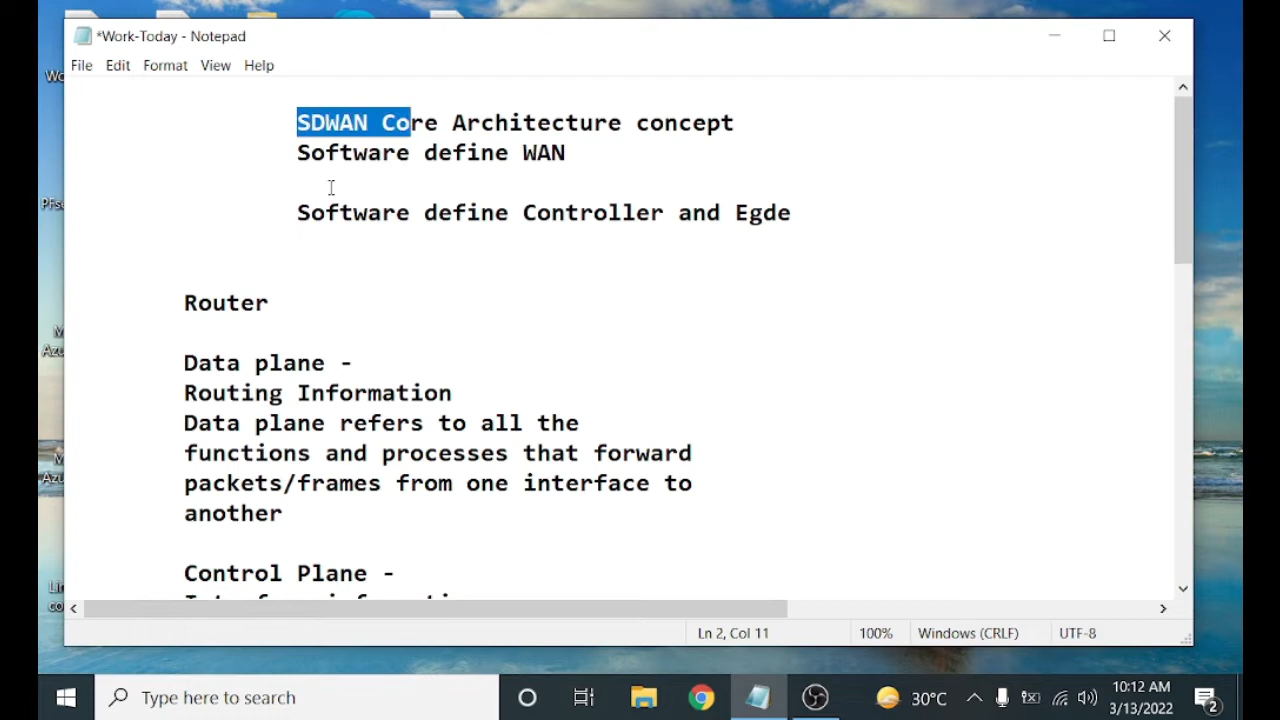 *Work-Today - Notepad
File Edit Format View Help
SDWAN Core Architecture concept
Software define WAN
Software define Controller and Egde
Router
Data plane -
Routing Information
Data plane refers to all the
functions and processes that forward
packets/frames from one interface to
another
Control Plane -
Ln 2, Col 11 100% Windows (CRLF) UTF-8
Type here to search
30°C
10:12 AM
3/13/2022
2